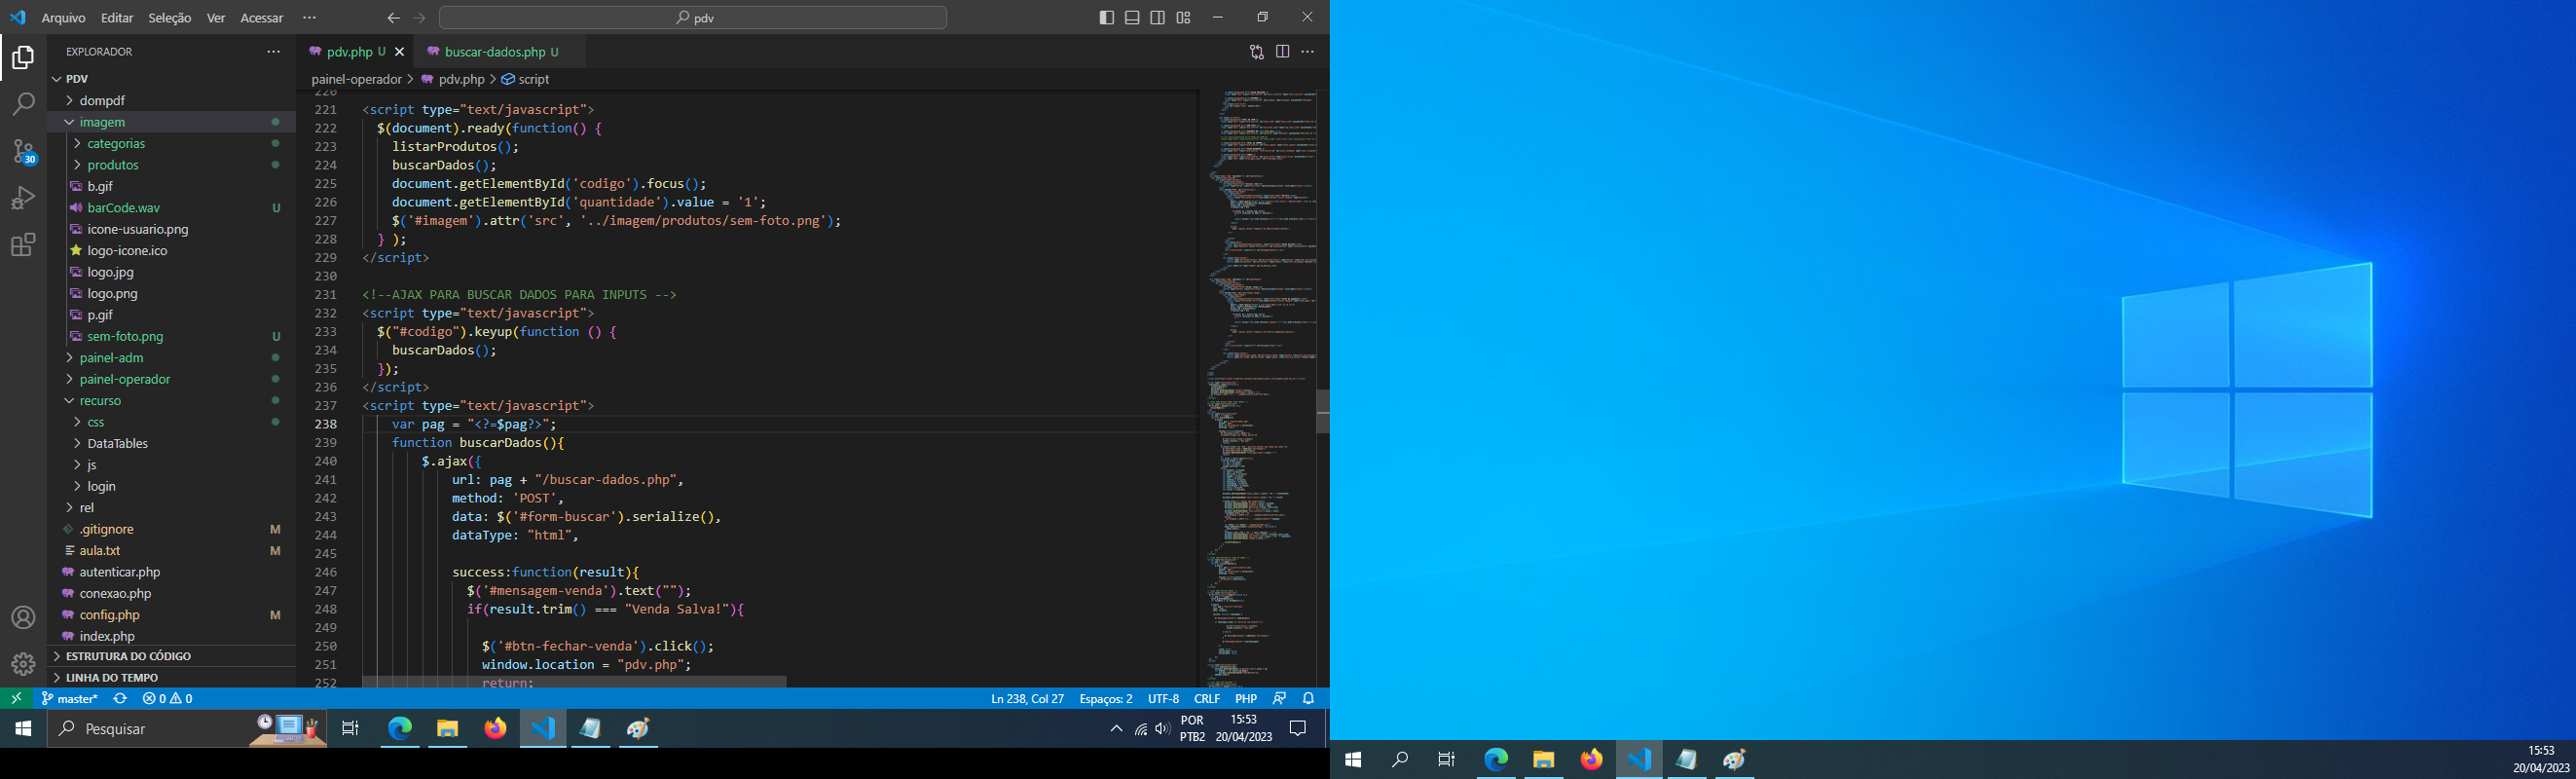 Arquivo Editar Seleção Ver Acessar ···
pdv
EXPLORADOR ···
PDV
dompdf
imagem
categorias
produtos
b.gif
barCode.wav U
icone-usuario.png
logo-icone.ico
logo.jpg
logo.png
p.gif
sem-foto.png U
painel-adm
painel-operador
recurso
css
DataTables
js
login
rel
.gitignore M
aula.txt M
autenticar.php
conexao.php
config.php M
index.php
ESTRUTURA DO CÓDIGO
LINHA DO TEMPO
30
pdv.php U
buscar-dados.php U
painel-operador > pdv.php > script
220
221 <script type="text/javascript">
222 $(document).ready(function() {
223 listarProdutos();
224 buscarDados();
225 document.getElementById('codigo').focus();
226 document.getElementById('quantidade').value = '1';
227 $('#imagem').attr('src', '../imagem/produtos/sem-foto.png');
228 } );
229 </script>
230
231 <!--AJAX PARA BUSCAR DADOS PARA INPUTS -->
232 <script type="text/javascript">
233 $("#codigo").keyup(function () {
234 buscarDados();
235 });
236 </script>
237 <script type="text/javascript">
238 var pag = "<?=$pag?>";
239 function buscarDados(){
240 $.ajax({
241 url: pag + "/buscar-dados.php",
242 method: 'POST',
243 data: $('#form-buscar').serialize(),
244 dataType: "html",
245
246 success:function(result){
247 $('#mensagem-venda').text("");
248 if(result.trim() === "Venda Salva!"){
249
250 $('#btn-fechar-venda').click();
251 window.location = "pdv.php";
252 return;
master* 0 0
Ln 238, Col 27 Espaços: 2 UTF-8 CRLF PHP
Pesquisar
POR
PTB2
15:53
20/04/2023
15:53
20/04/2023